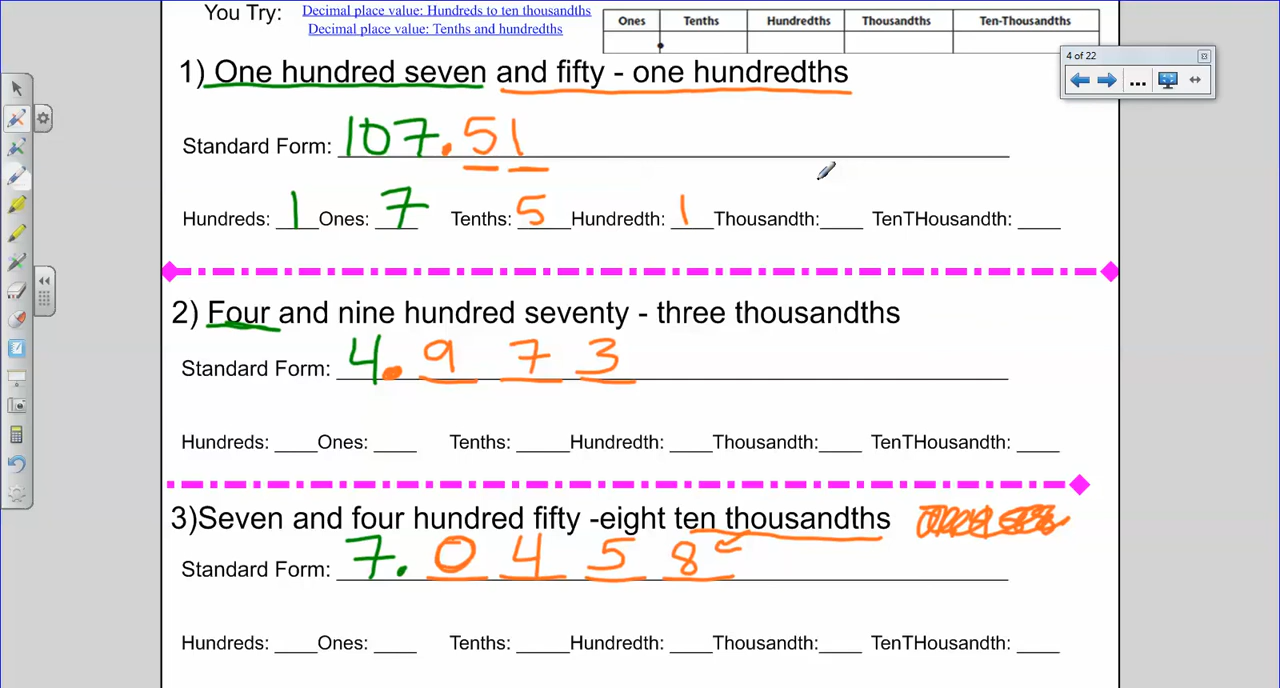 You Try:
Decimal place value: Hundreds to ten thousandths
Decimal place value: Tenths and hundredths
Ones Tenths Hundredths Thousandths Ten-Thousandths
4 of 22
1) One hundred seven and fifty - one hundredths
Standard Form: 107.51
Hundreds: 1 Ones: 7 Tenths: 5 Hundredth: 1 Thousandth:____ TenTHousandth: ____
2) Four and nine hundred seventy - three thousandths
Standard Form: 4.973
Hundreds: ____Ones: ____ Tenths: _____Hundredth: ____Thousandth:____ TenTHousandth: ____
3)Seven and four hundred fifty -eight ten thousandths
Standard Form: 7.0458
Hundreds: ____Ones: ____ Tenths: _____Hundredth: ____Thousandth:____ TenTHousandth: ____